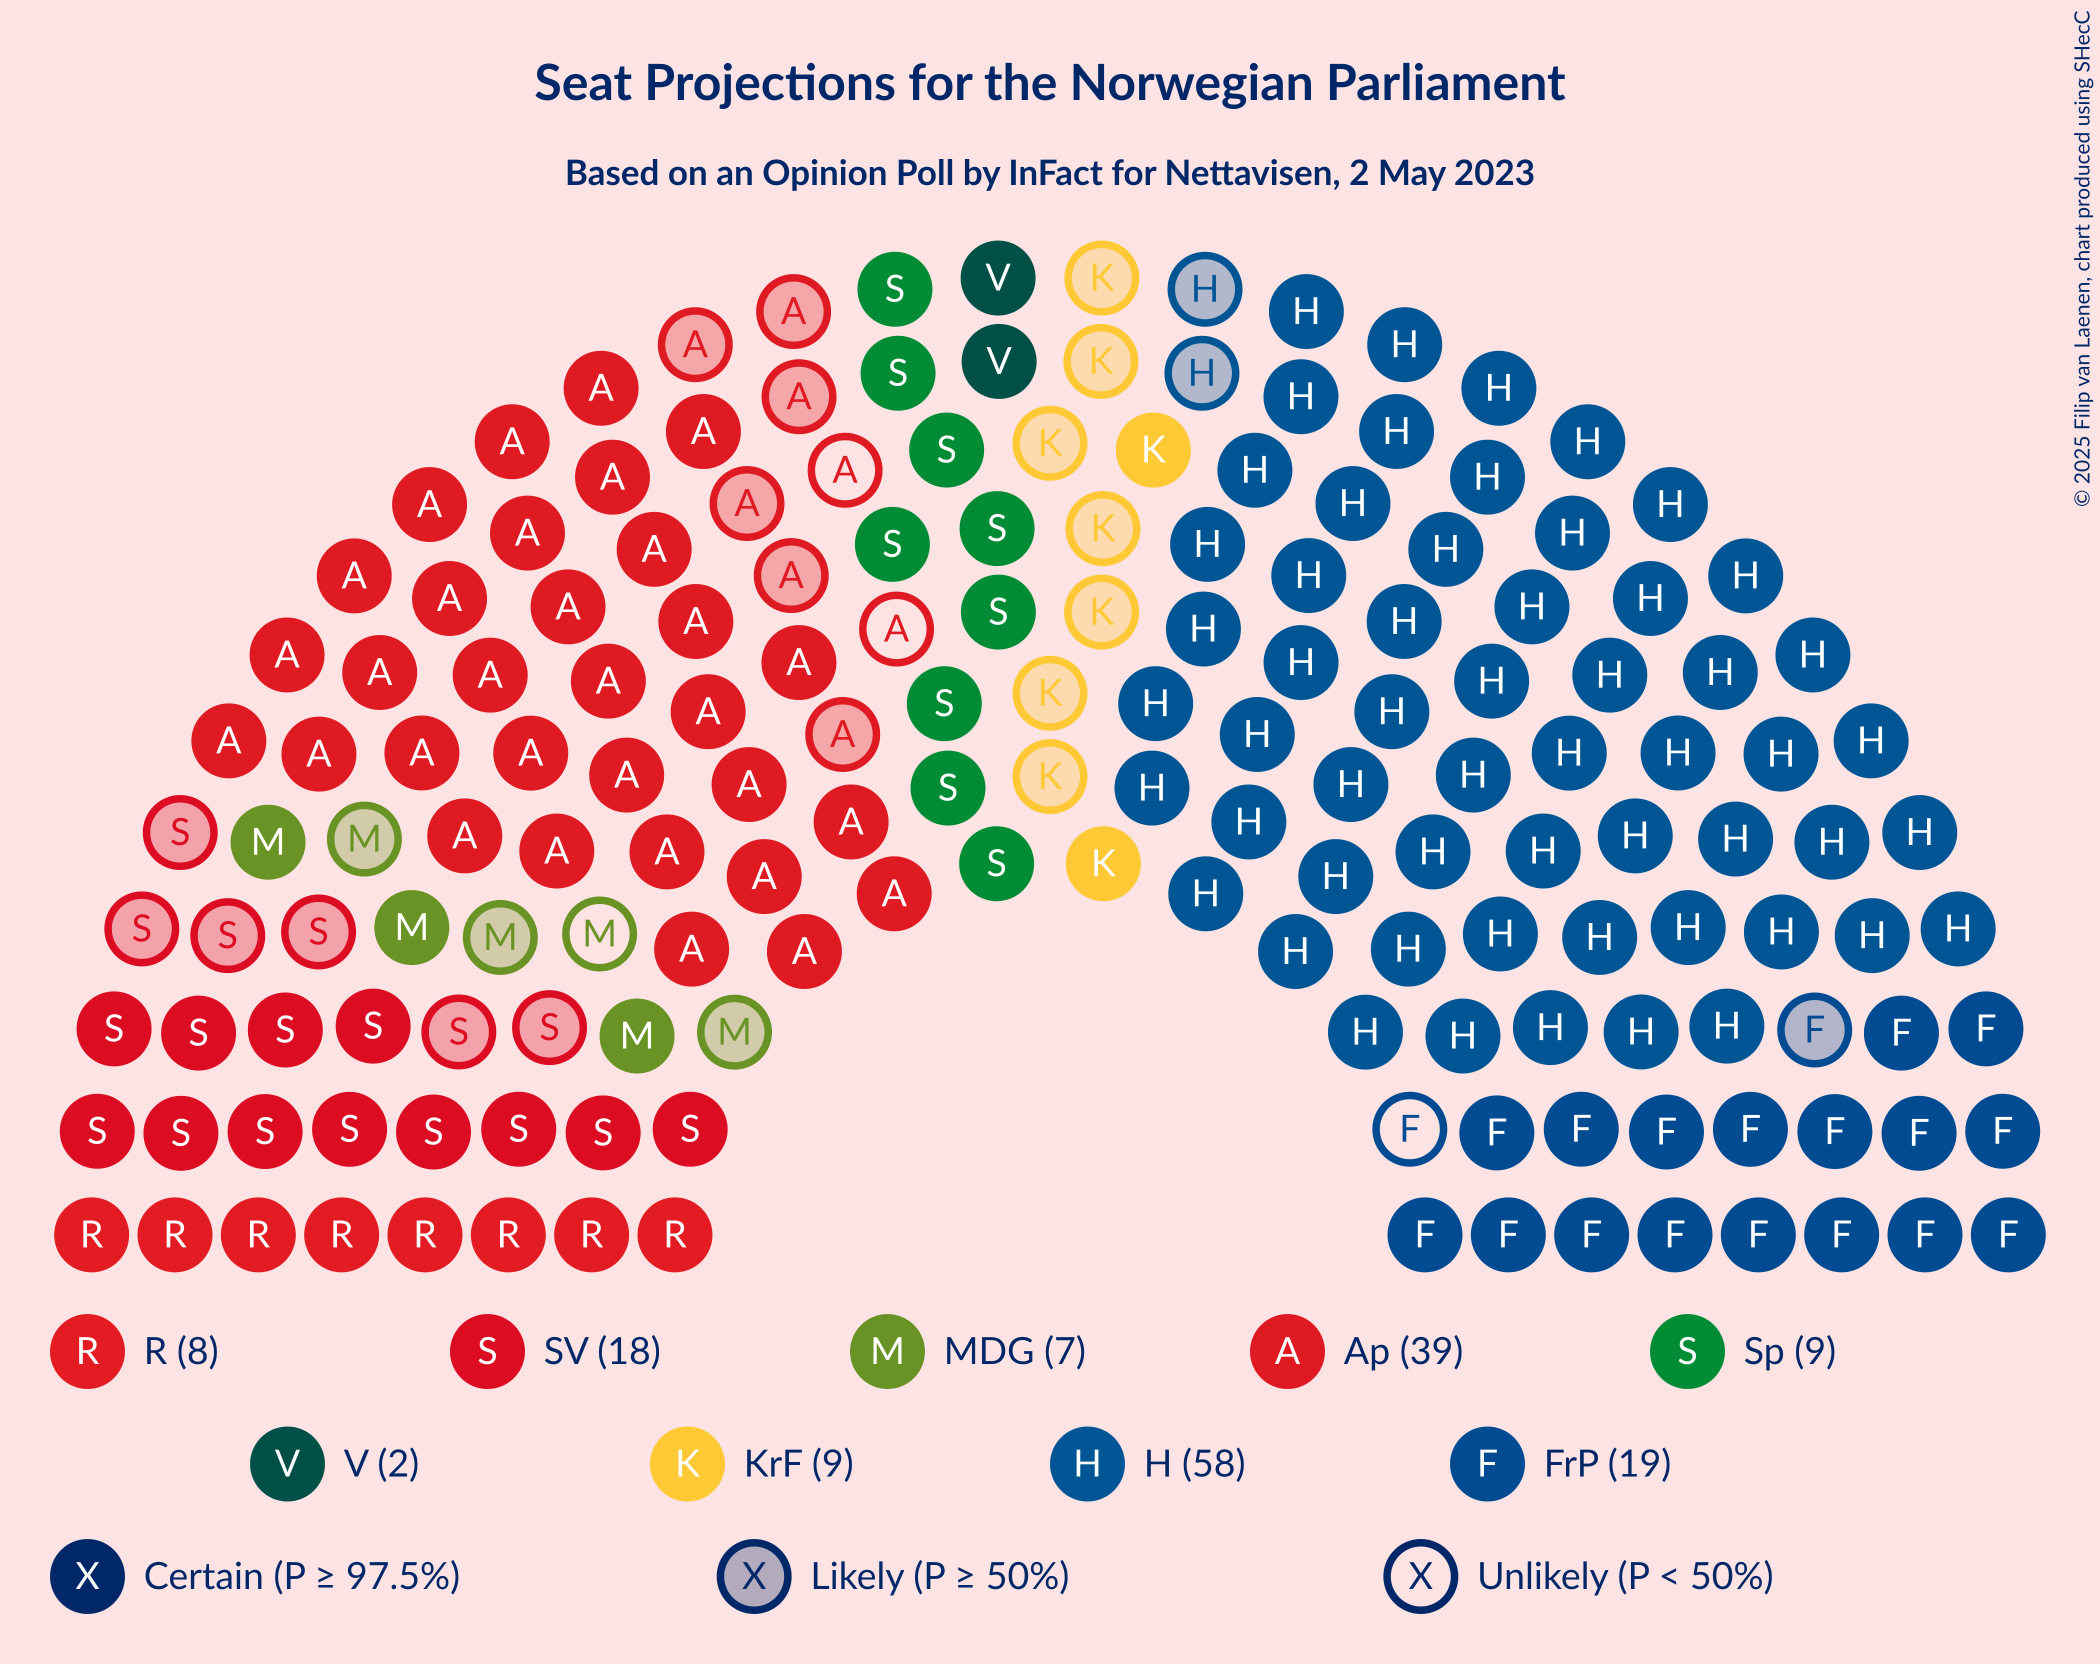 Seat Projections for the Norwegian Parliament
Based on an Opinion Poll by InFact for Nettavisen, 2 May 2023
© 2025 Filip van Laenen, chart produced using SHecC
S V K H
A H
A H
A H
A H
A H
A H
A H
A H
S H
S H
S F
S F
R R R R R R R R F F F F F F F F
R R (8) S SV (18) M MDG (7) A Ap (39) S Sp (9)
V V (2) K KrF (9) H H (58) F FrP (19)
X Certain (P ≥ 97.5%) X Likely (P ≥ 50%) X Unlikely (P < 50%)